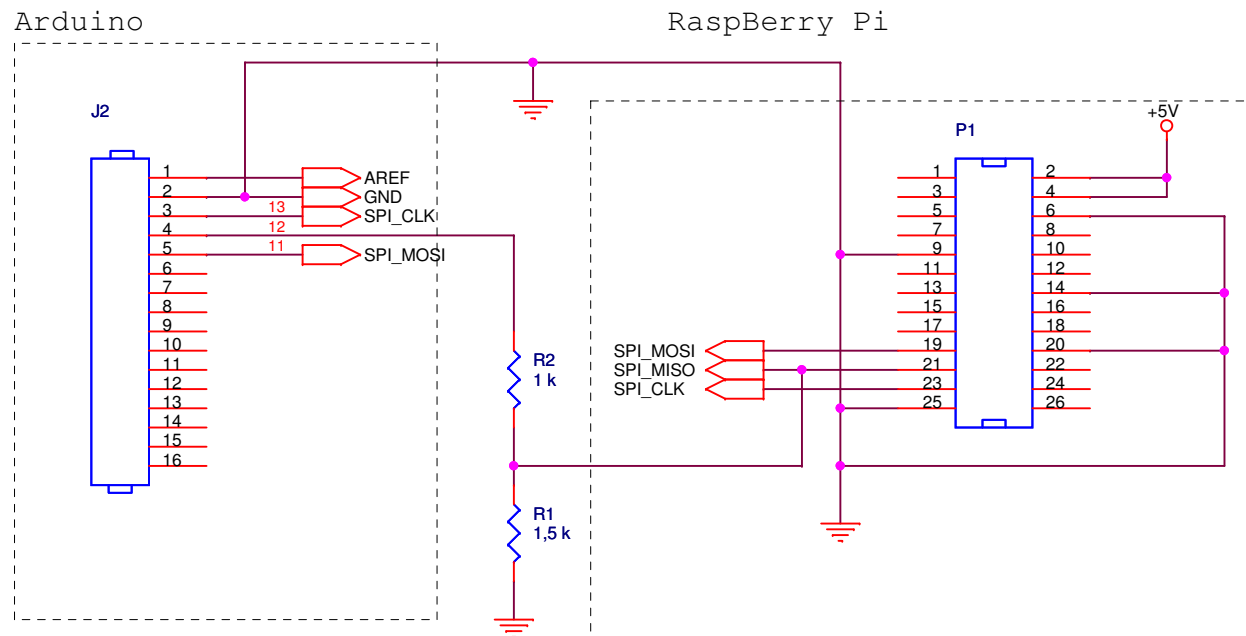 Arduino
RaspBerry Pi
J2
1
2
3
4
5
6
7
8
9
10
11
12
13
14
15
16
13
12
11
AREF
GND
SPI_CLK
SPI_MOSI
R2
1 k
R1
1,5 k
+5V
P1
1
3
5
7
9
11
13
15
17
19
21
23
25
2
4
6
8
10
12
14
16
18
20
22
24
26
SPI_MOSI
SPI_MISO
SPI_CLK